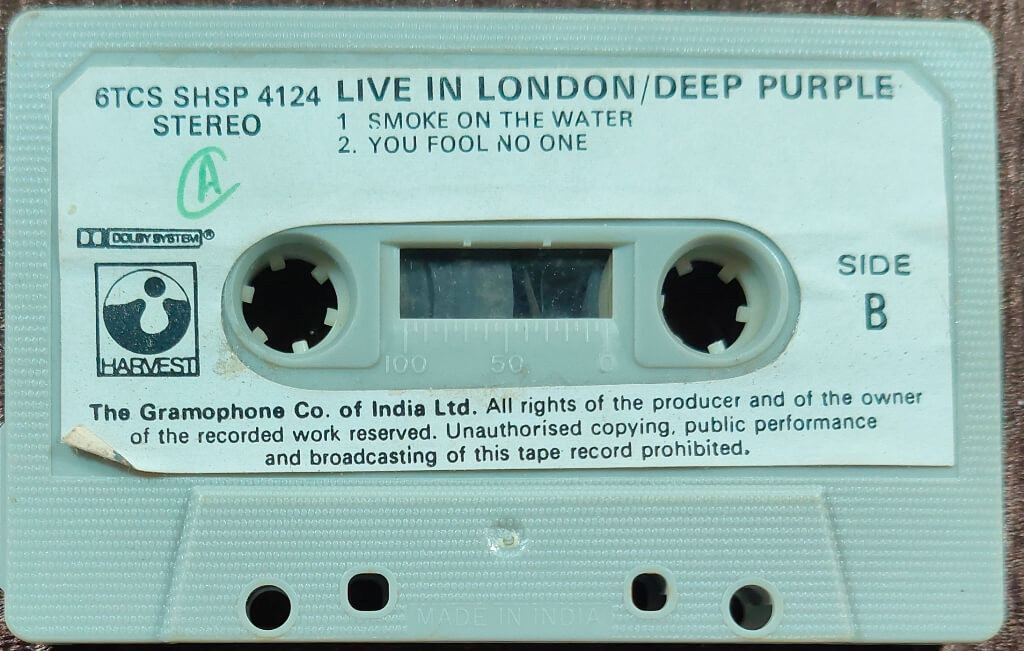 6TCS SHSP 4124
STEREO
LIVE IN LONDON/DEEP PURPLE
1 SMOKE ON THE WATER
2. YOU FOOL NO ONE
A
DOLBY SYSTEM®
HARVEST
SIDE
B
100 50 0
The Gramophone Co. of India Ltd. All rights of the producer and of the owner
of the recorded work reserved. Unauthorised copying, public performance
and broadcasting of this tape record prohibited.
MADE IN INDIA